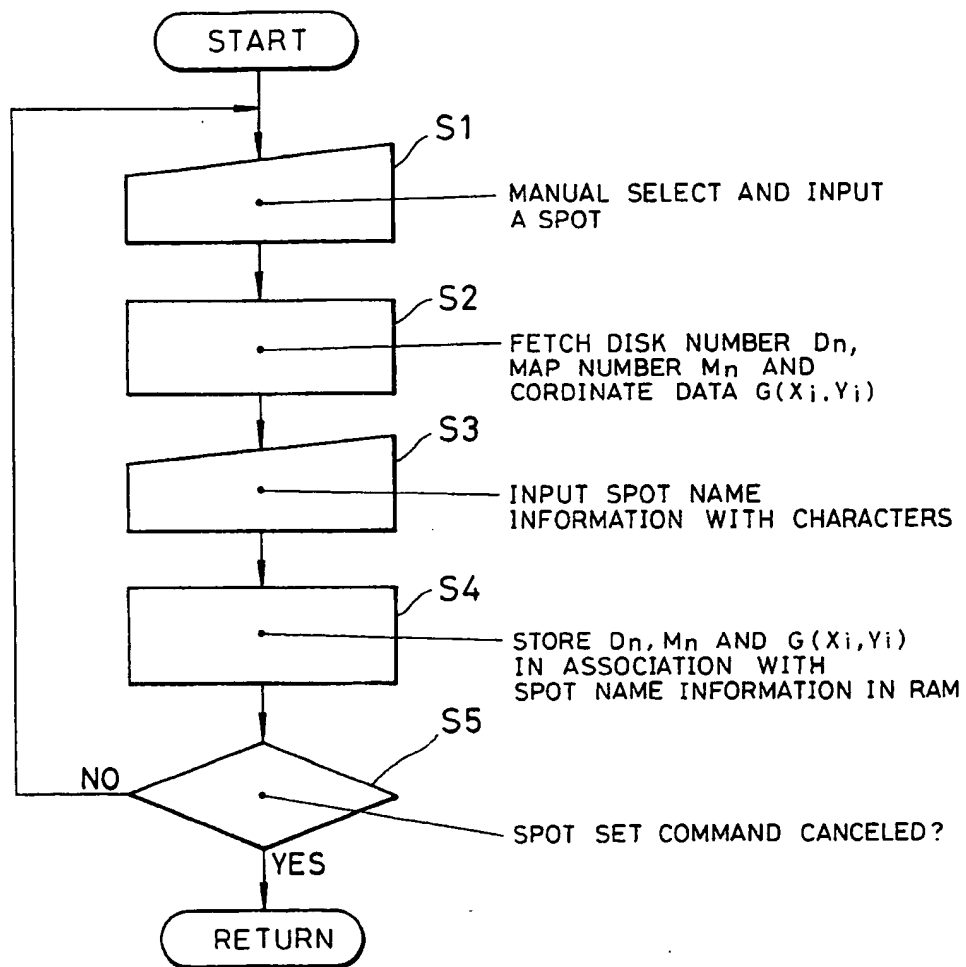 START
S1
MANUAL SELECT AND INPUT
A SPOT
S2
FETCH DISK NUMBER Dn,
MAP NUMBER Mn AND
CORDINATE DATA G(Xi.Yi)
S3
INPUT SPOT NAME
INFORMATION WITH CHARACTERS
S4
STORE Dn, Mn AND G(Xi,Yi)
IN ASSOCIATION WITH
SPOT NAME INFORMATION IN RAM
S5
NO
SPOT SET COMMAND CANCELED?
YES
RETURN